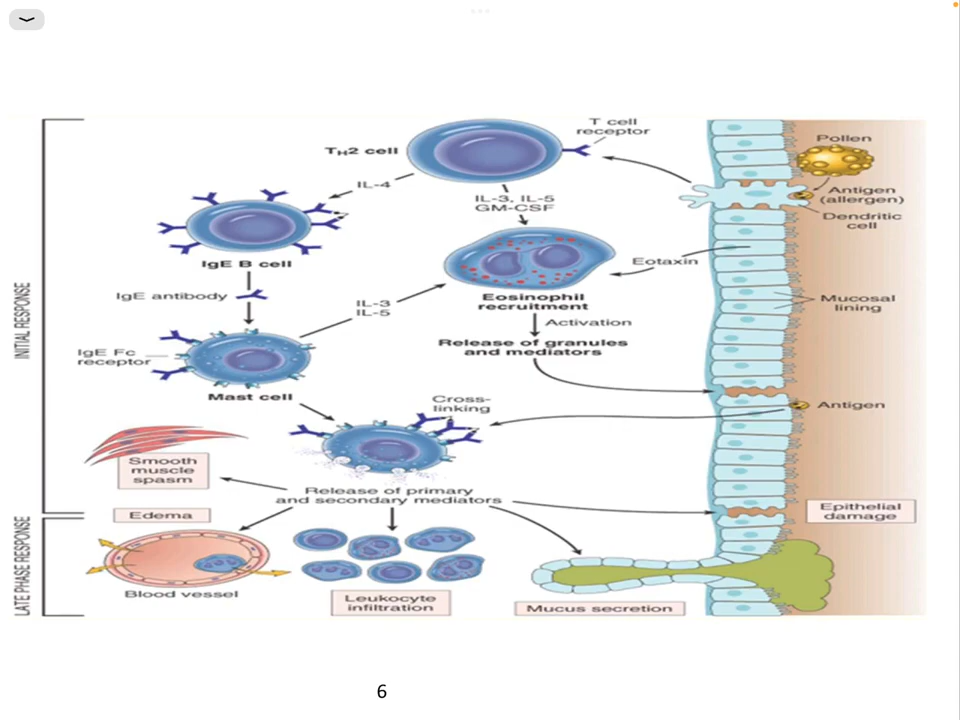 T cell
receptor
TH2 cell
Pollen
IL-4
IL-3, IL-5
GM-CSF
Antigen
(allergen)
Dendritic
cell
IgE B cell
Eotaxin
IgE antibody
IL-3
IL-5
Eosinophil
recruitment
Mucosal
lining
Activation
Release of granules
and mediators
IgE Fc
receptor
Mast cell
Cross-
linking
Antigen
INITIAL RESPONSE
Smooth
muscle
spasm
Release of primary
and secondary mediators
Edema
Epithelial
damage
LATE PHASE RESPONSE
Blood vessel
Leukocyte
infiltration
Mucus secretion
6